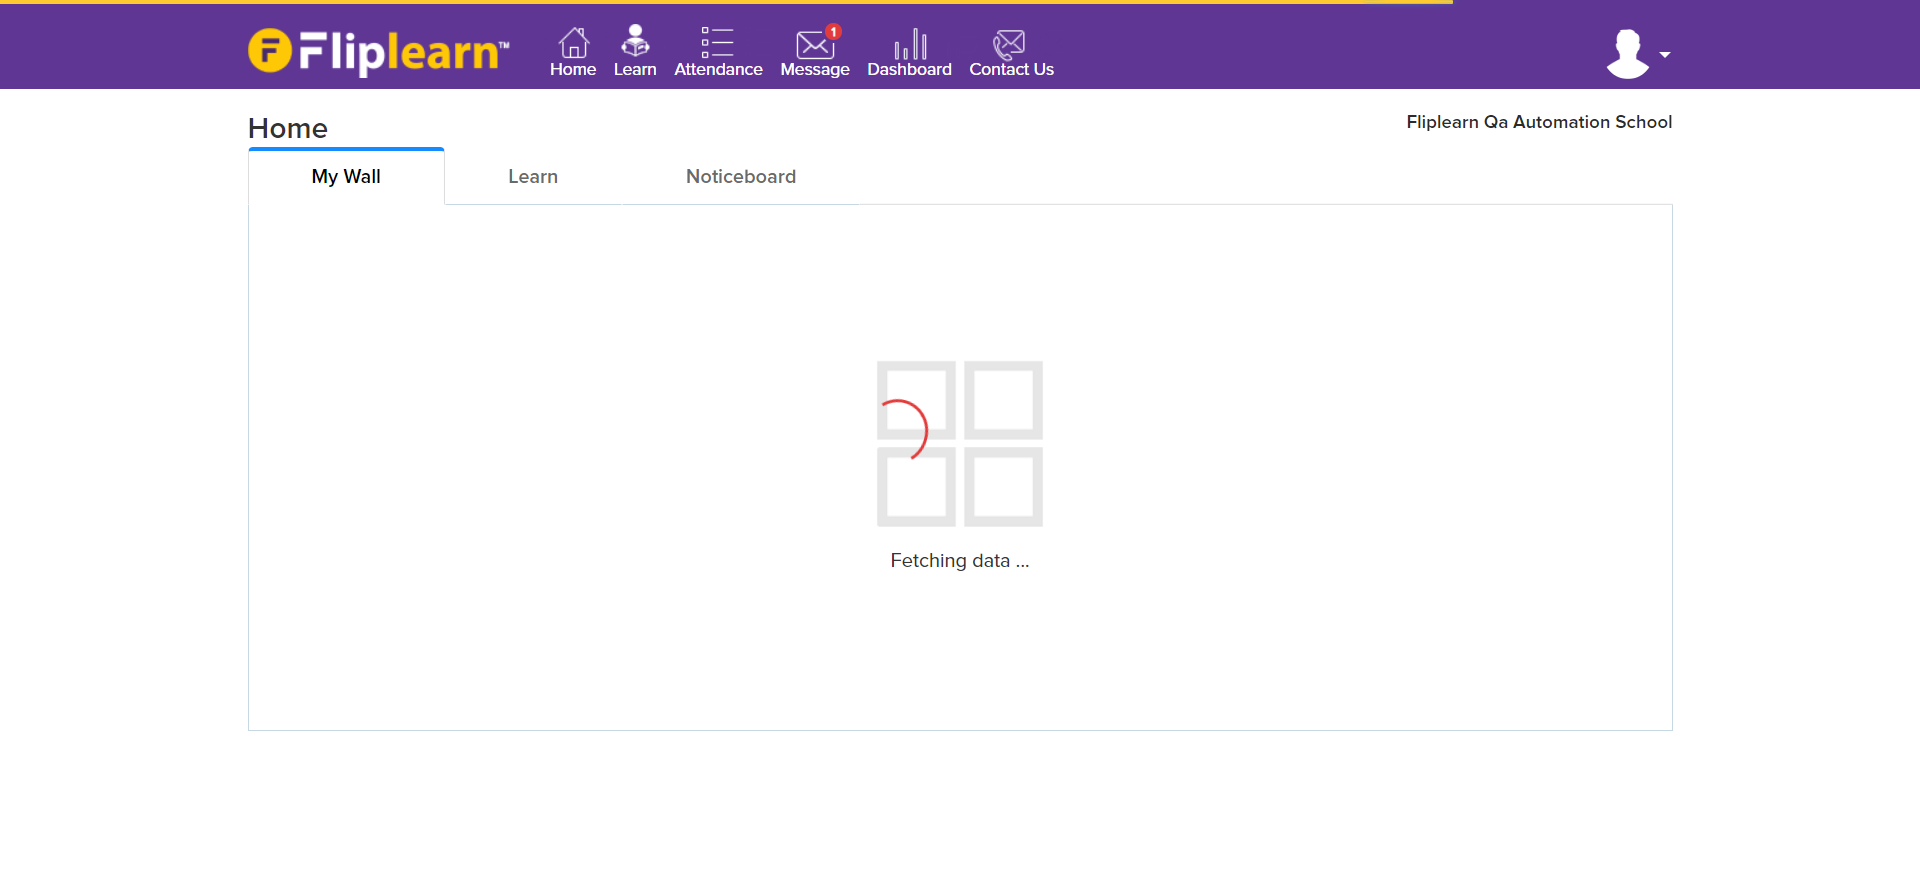 Fliplearn™
Home Learn Attendance Message 1 Dashboard Contact Us
Home
Fliplearn Qa Automation School
My Wall Learn Noticeboard
Fetching data ...